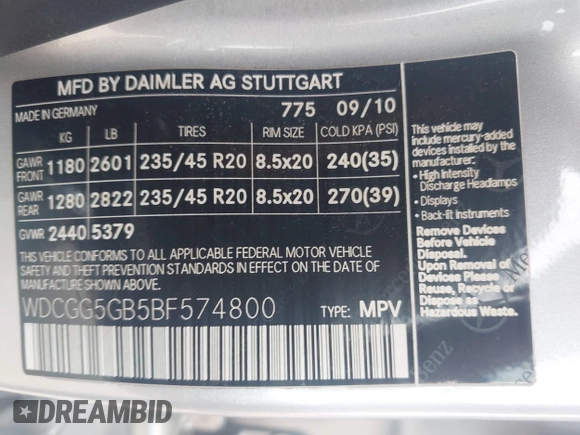 MFD BY DAIMLER AG STUTTGART
MADE IN GERMANY 775 09/10
KG LB TIRES RIM SIZE COLD KPA (PSI)
GAWR FRONT 1180 2601 235/45 R20 8.5x20 240(35)
GAWR REAR 1280 2822 235/45 R20 8.5x20 270(39)
GVWR 2440 5379
THIS VEHICLE CONFORMS TO ALL APPLICABLE FEDERAL MOTOR VEHICLE
SAFETY, BUMPER, AND THEFT PREVENTION STANDARDS IN EFFECT ON THE DATE
OF MANUFACTURE SHOWN ABOVE.
WDCGG5GB5BF574800 TYPE: MPV
This vehicle may
include mercury-added
devices installed by the
manufacturer:
• High Intensity
Discharge Headlamps
• Displays
• Back-lit Instruments
Remove Devices
Before Vehicle
Disposal.
Upon Removal of
Devices Please
Reuse, Recycle or
Dispose as
Hazardous Waste.
DREAMBID